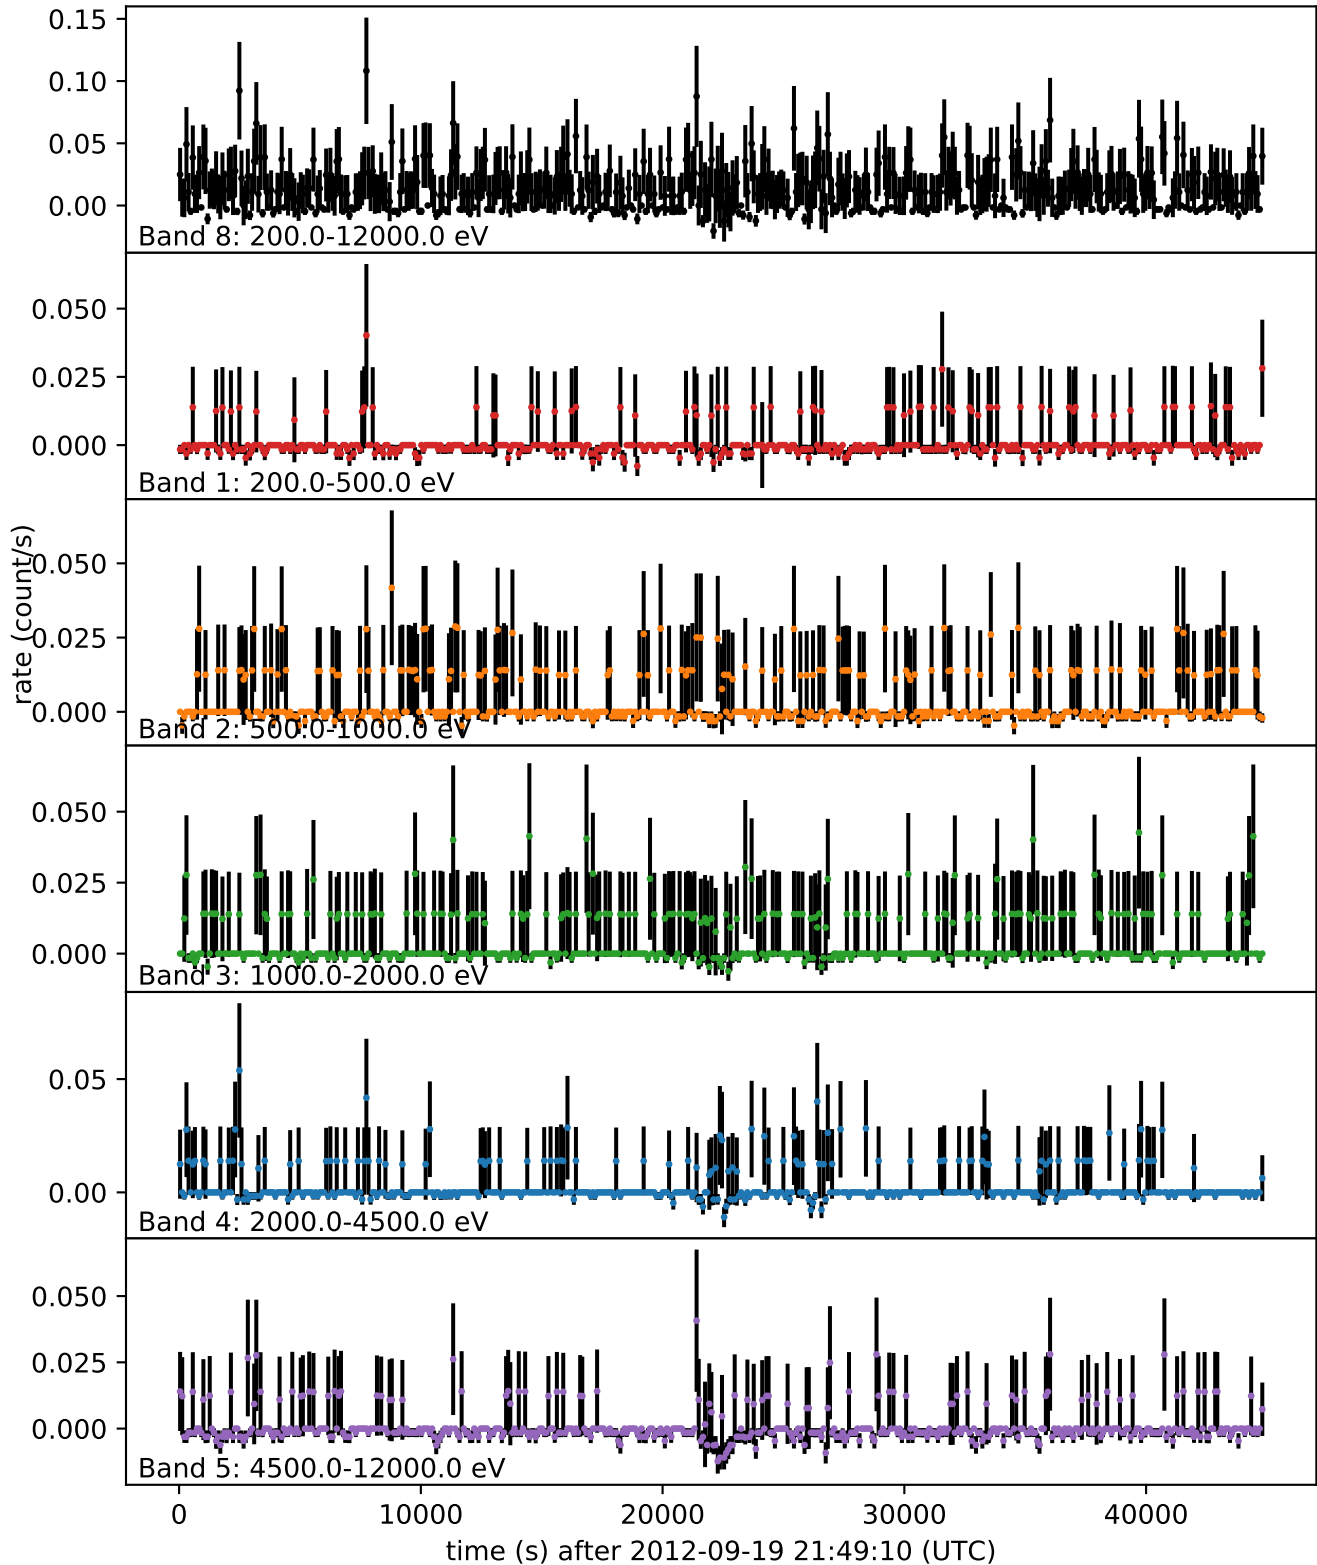 0.15
0.10
0.05
0.00
Band 8: 200.0-12000.0 eV
0.050
0.025
0.000
Band 1: 200.0-500.0 eV
rate (count/s)
0.050
0.025
0.000
Band 2: 500.0-1000.0 eV
0.050
0.025
0.000
Band 3: 1000.0-2000.0 eV
0.05
0.00
Band 4: 2000.0-4500.0 eV
0.050
0.025
0.000
Band 5: 4500.0-12000.0 eV
0 10000 20000 30000 40000
time (s) after 2012-09-19 21:49:10 (UTC)